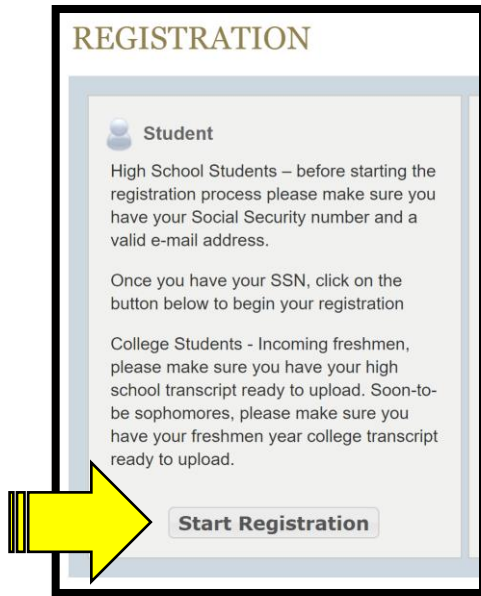 REGISTRATION
Student
High School Students – before starting the
registration process please make sure you
have your Social Security number and a
valid e-mail address.
Once you have your SSN, click on the
button below to begin your registration
College Students - Incoming freshmen,
please make sure you have your high
school transcript ready to upload. Soon-to-
be sophomores, please make sure you
have your freshmen year college transcript
ready to upload.
Start Registration